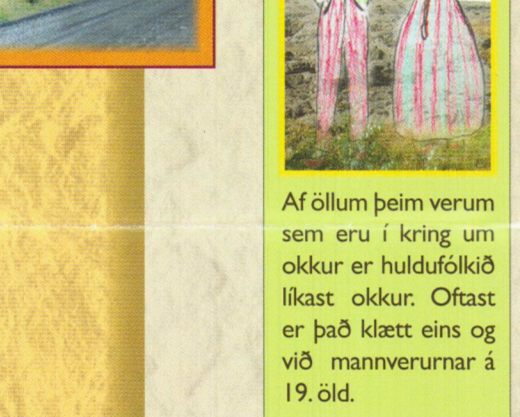 Af öllum þeim verum
sem eru í kring um
okkur er huldufólkið
líkast okkur. Oftast
er það klætt eins og
við mannverurnar á
19. öld.